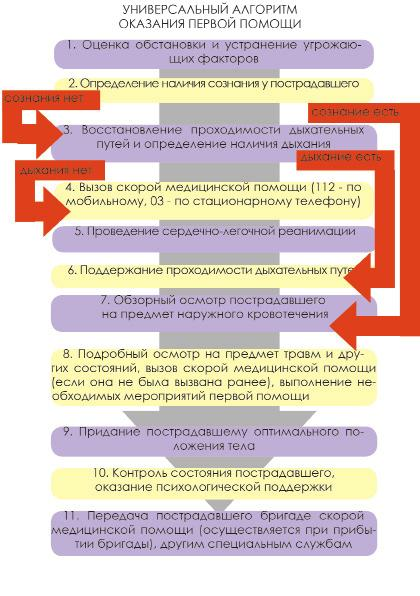 УНИВЕРСАЛЬНЫЙ АЛГОРИТМ
ОКАЗАНИЯ ПЕРВОЙ ПОМОЩИ
1. Оценка обстановки и устранение угрожаю-
щих факторов
2. Определение наличия сознания у пострадавшего
сознания нет
сознание есть
3. Восстановление проходимости дыхательных
путей и определение наличия дыхания
дыхание есть
дыхания нет
4. Вызов скорой медицинской помощи (112 - по
мобильному, 03 - по стационарному телефону)
5. Проведение сердечно-легочной реанимации
6. Поддержание проходимости дыхательных путе
7. Обзорный осмотр пострадавшего
на предмет наружного кровотечения
8. Подробный осмотр на предмет травм и дру-
гих состояний, вызов скорой медицинской помощи
(если она не была вызвана ранее), выполнение не-
обходимых мероприятий первой помощи
9. Придание пострадавшему оптимального по-
ложения тела
10. Контроль состояния пострадавшего,
оказание психологической поддержки
11. Передача пострадавшего бригаде скорой
медицинской помощи (осуществляется при прибы-
тии бригады), другим специальным службам